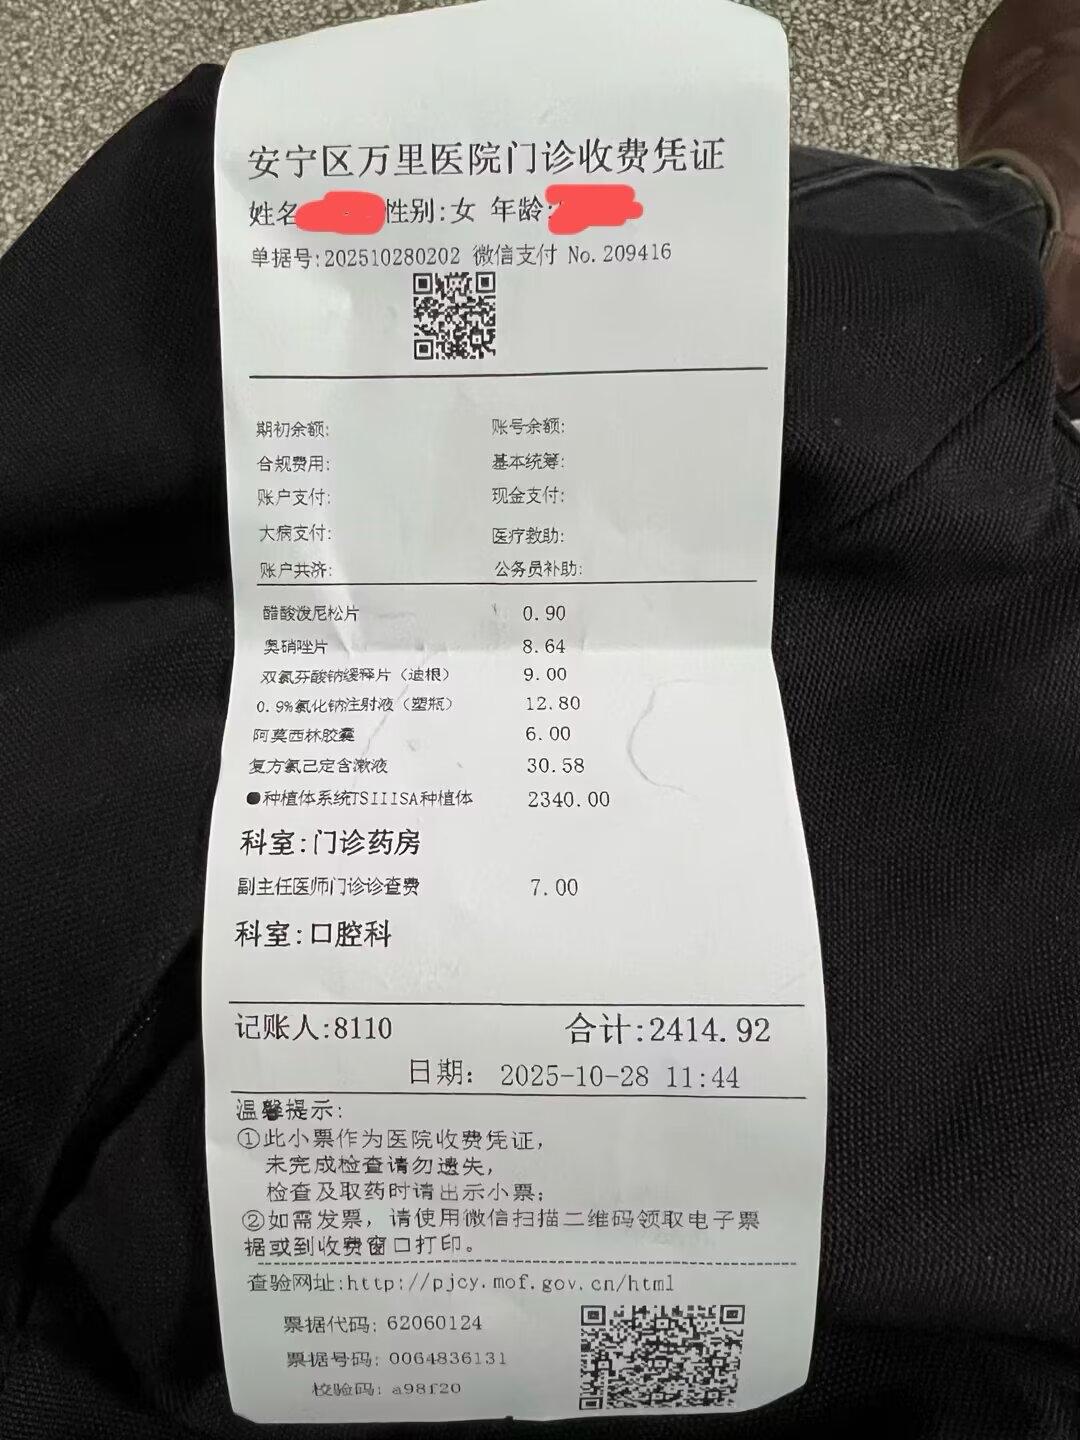 安宁区万里医院门诊收费凭证
姓名 性别:女 年龄:
单据号:202510280202 微信支付 No.209416
期初余额: 账号余额:
合规费用: 基本统筹:
账户支付: 现金支付:
大病支付: 医疗救助:
账户共济: 公务员补助:
醋酸泼尼松片 0.90
奥硝唑片 8.64
双氯芬酸钠缓释片（迪根） 9.00
0.9%氯化钠注射液（塑瓶） 12.80
阿莫西林胶囊 6.00
复方氯己定含漱液 30.58
●种植体系统TSIIISA种植体 2340.00
科室:门诊药房
副主任医师门诊诊查费 7.00
科室:口腔科
记账人:8110 合计:2414.92
日期: 2025-10-28 11:44
温馨提示:
①此小票作为医院收费凭证，
未完成检查请勿遗失，
检查及取药时请出示小票；
②如需发票，请使用微信扫描二维码领取电子票
据或到收费窗口打印。
查验网址:http://pjcy.mof.gov.cn/html
票据代码: 62060124
票据号码: 0064836131
校验码: a98f20